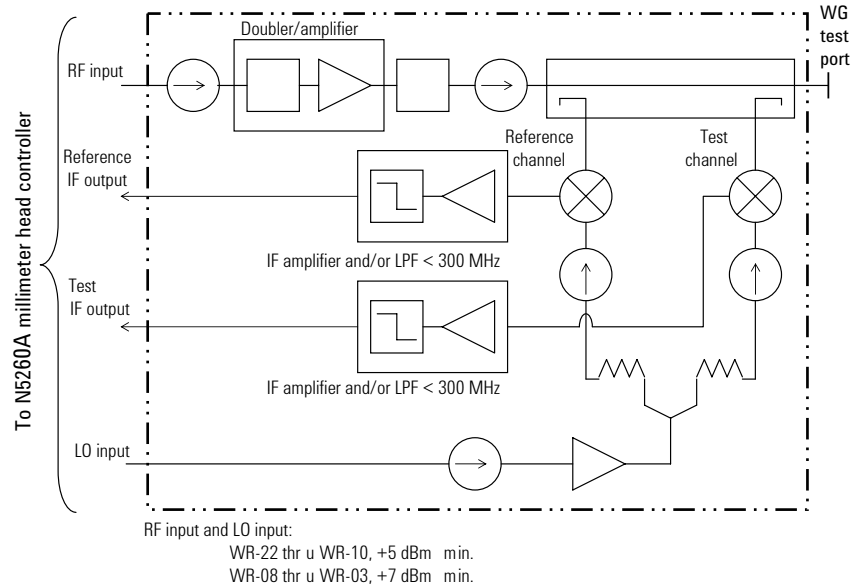 Doubler/amplifier
WG
test
port
RF input
Reference
channel
Test
channel
Reference
IF output
IF amplifier and/or LPF < 300 MHz
Test
IF output
IF amplifier and/or LPF < 300 MHz
LO input
To N5260A millimeter head controller
RF input and LO input:
WR-22 thr u WR-10, +5 dBm min.
WR-08 thr u WR-03, +7 dBm min.